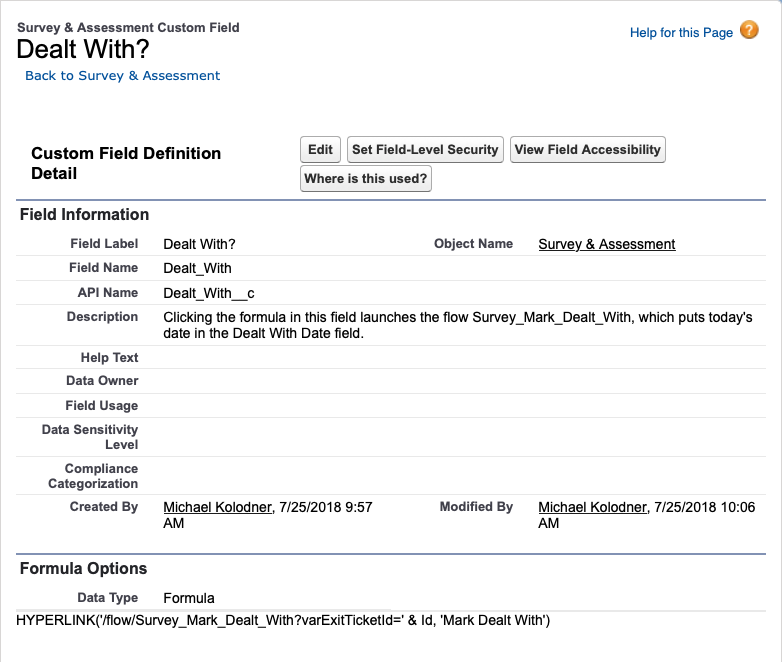 Survey & Assessment Custom Field
Dealt With?
Help for this Page ?
Back to Survey & Assessment
Custom Field Definition
Detail
Edit Set Field-Level Security View Field Accessibility
Where is this used?
Field Information
Field Label Dealt With? Object Name Survey & Assessment
Field Name Dealt_With
API Name Dealt_With__c
Description Clicking the formula in this field launches the flow Survey_Mark_Dealt_With, which puts today's
date in the Dealt With Date field.
Help Text
Data Owner
Field Usage
Data Sensitivity
Level
Compliance
Categorization
Created By Michael Kolodner, 7/25/2018 9:57
AM
Modified By Michael Kolodner, 7/25/2018 10:06
AM
Formula Options
Data Type Formula
HYPERLINK('/flow/Survey_Mark_Dealt_With?varExitTicketId=' & Id, 'Mark Dealt With')